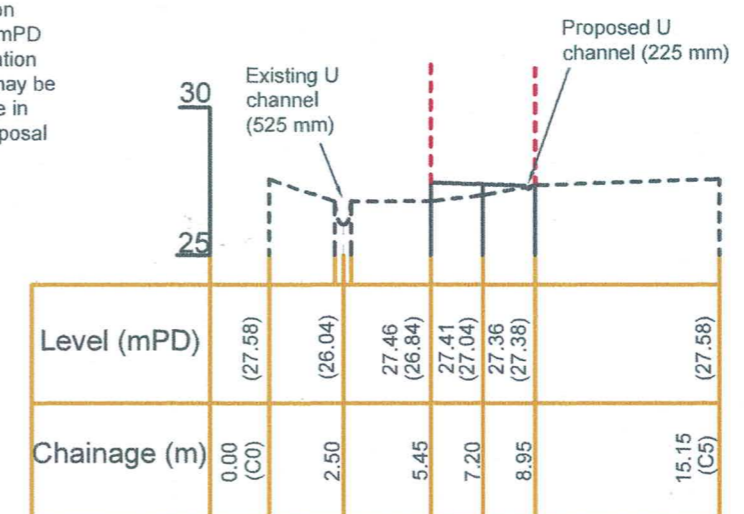 on
mPD
ation
may be
e in
posal
Existing U
channel
(525 mm)
Proposed U
channel (225 mm)
30
25
Level (mPD)
(27.58)
(26.04)
27.46
(26.84)
27.41
(27.04)
27.36
(27.38)
(27.58)
Chainage (m)
0.00
(C0)
2.50
5.45
7.20
8.95
15.15
(C5)